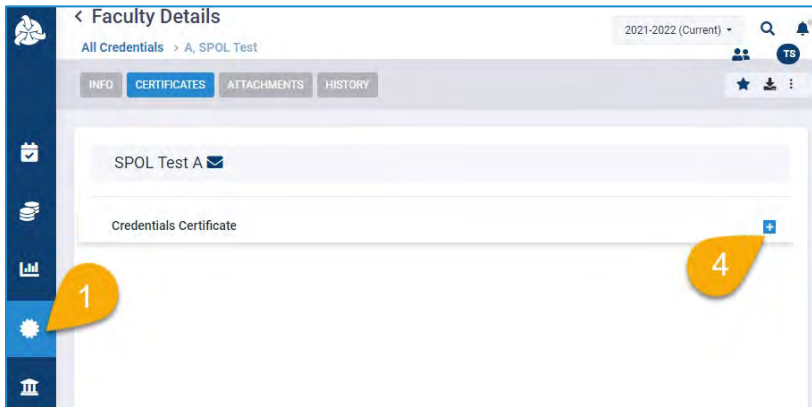 < Faculty Details
2021-2022 (Current)
All Credentials > A, SPOL Test
TS
INFO CERTIFICATES ATTACHMENTS HISTORY
SPOL Test A
Credentials Certificate
4
1